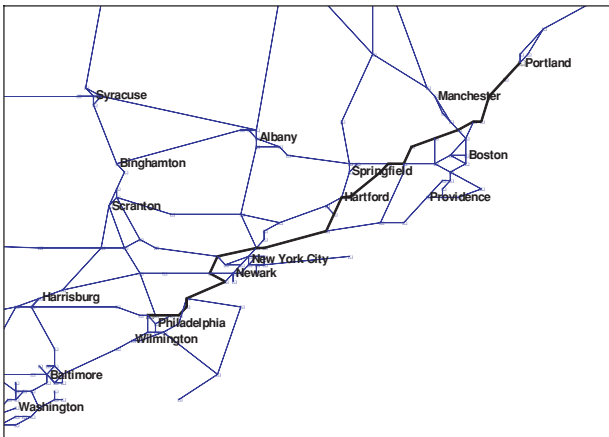 Portland
Syracuse
Manchester
Albany
Boston
Binghamton
Springfield
Hartford
Providence
Scranton
New York City
Newark
Harrisburg
Philadelphia
Wilmington
Baltimore
Washington